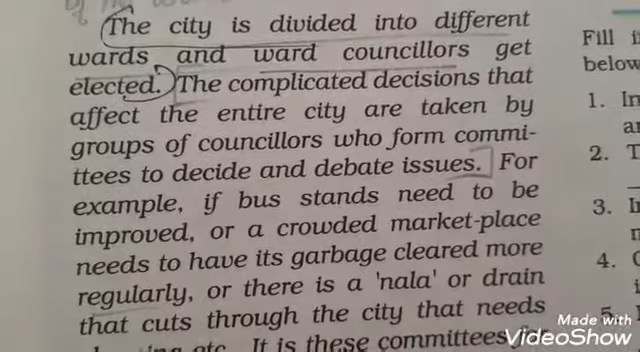 The city is divided into different
wards and ward councillors get
elected. The complicated decisions that
affect the entire city are taken by
groups of councillors who form commi-
ttees to decide and debate issues. For
example, if bus stands need to be
improved, or a crowded market-place
needs to have its garbage cleared more
regularly, or there is a 'nala' or drain
that cuts through the city that needs
etc. It is these committees
Fill
below
1.
2.
3.
4.
5.
Made with
VideoShow